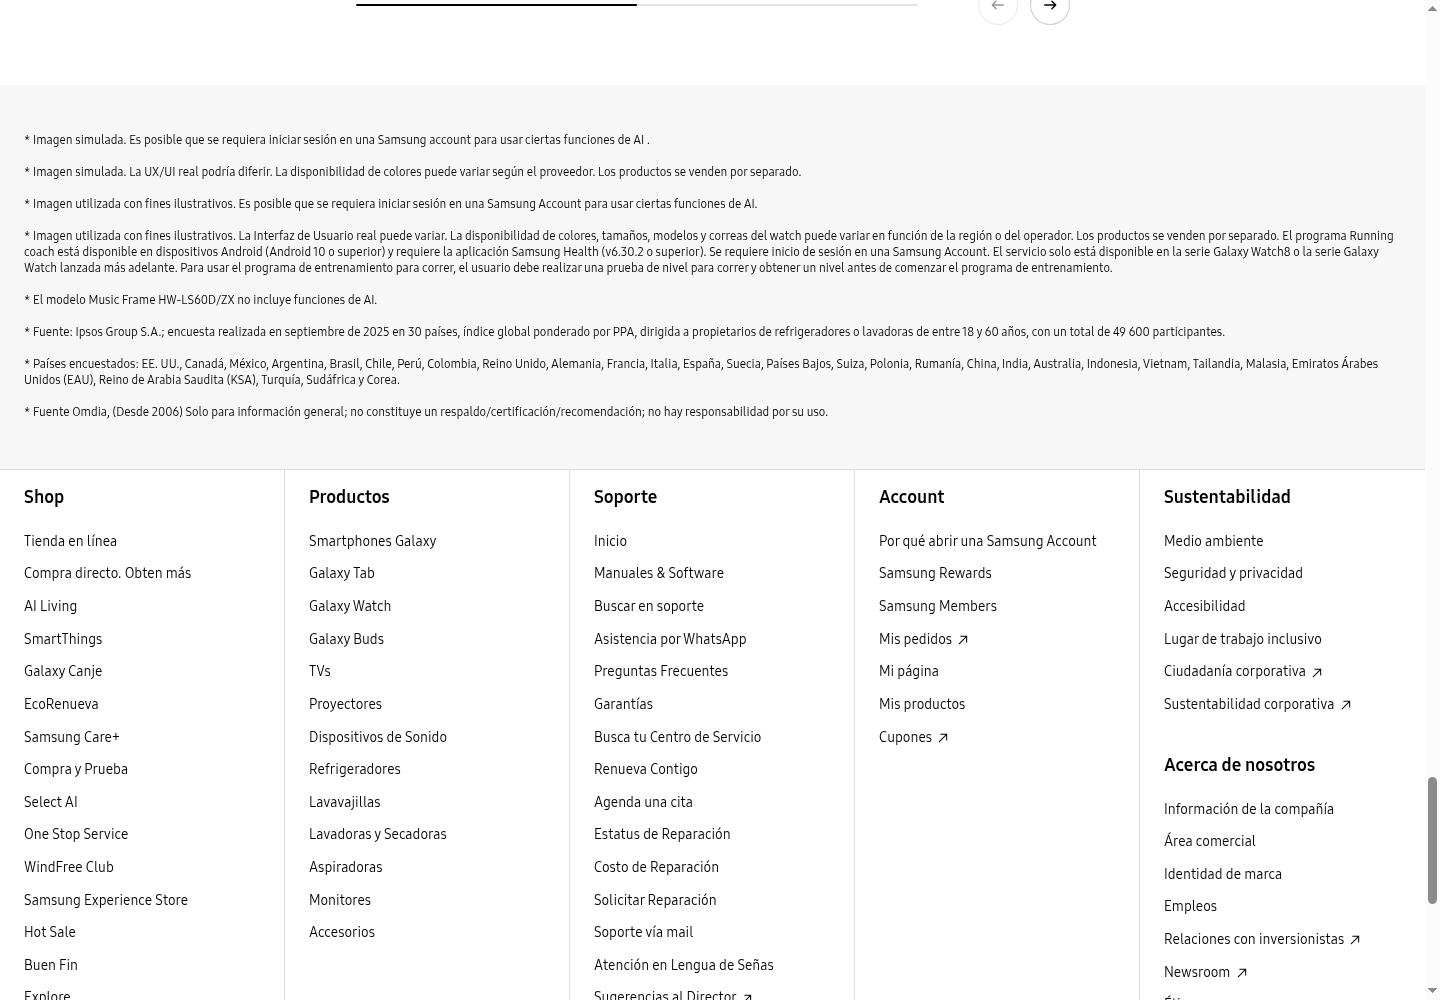 * Imagen simulada. Es posible que se requiera iniciar sesión en una Samsung account para usar ciertas funciones de AI .
* Imagen simulada. La UX/UI real podría diferir. La disponibilidad de colores puede variar según el proveedor. Los productos se venden por separado.
* Imagen utilizada con fines ilustrativos. Es posible que se requiera iniciar sesión en una Samsung Account para usar ciertas funciones de AI.
* Imagen utilizada con fines ilustrativos. La Interfaz de Usuario real puede variar. La disponibilidad de colores, tamaños, modelos y correas del watch puede variar en función de la región o del operador. Los productos se venden por separado. El programa Running
coach está disponible en dispositivos Android (Android 10 o superior) y requiere la aplicación Samsung Health (v6.30.2 o superior). Se requiere inicio de sesión en una Samsung Account. El servicio solo está disponible en la serie Galaxy Watch8 o la serie Galaxy
Watch lanzada más adelante. Para usar el programa de entrenamiento para correr, el usuario debe realizar una prueba de nivel para correr y obtener un nivel antes de comenzar el programa de entrenamiento.
* El modelo Music Frame HW-LS60D/ZX no incluye funciones de AI.
* Fuente: Ipsos Group S.A.; encuesta realizada en septiembre de 2025 en 30 países, índice global ponderado por PPA, dirigida a propietarios de refrigeradores o lavadoras de entre 18 y 60 años, con un total de 49 600 participantes.
* Países encuestados: EE. UU., Canadá, México, Argentina, Brasil, Chile, Perú, Colombia, Reino Unido, Alemania, Francia, Italia, España, Suecia, Países Bajos, Suiza, Polonia, Rumanía, China, India, Australia, Indonesia, Vietnam, Tailandia, Malasia, Emiratos Árabes
Unidos (EAU), Reino de Arabia Saudita (KSA), Turquía, Sudáfrica y Corea.
* Fuente Omdia, (Desde 2006) Solo para información general; no constituye un respaldo/certificación/recomendación; no hay responsabilidad por su uso.
Shop
Tienda en línea
Compra directo. Obten más
AI Living
SmartThings
Galaxy Canje
EcoRenueva
Samsung Care+
Compra y Prueba
Select AI
One Stop Service
WindFree Club
Samsung Experience Store
Hot Sale
Buen Fin
Explore
Productos
Smartphones Galaxy
Galaxy Tab
Galaxy Watch
Galaxy Buds
TVs
Proyectores
Dispositivos de Sonido
Refrigeradores
Lavavajillas
Lavadoras y Secadoras
Aspiradoras
Monitores
Accesorios
Soporte
Inicio
Manuales & Software
Buscar en soporte
Asistencia por WhatsApp
Preguntas Frecuentes
Garantías
Busca tu Centro de Servicio
Renueva Contigo
Agenda una cita
Estatus de Reparación
Costo de Reparación
Solicitar Reparación
Soporte vía mail
Atención en Lengua de Señas
Sugerencias al Director
Account
Por qué abrir una Samsung Account
Samsung Rewards
Samsung Members
Mis pedidos
Mi página
Mis productos
Cupones
Sustentabilidad
Medio ambiente
Seguridad y privacidad
Accesibilidad
Lugar de trabajo inclusivo
Ciudadanía corporativa
Sustentabilidad corporativa
Acerca de nosotros
Información de la compañía
Área comercial
Identidad de marca
Empleos
Relaciones con inversionistas
Newsroom